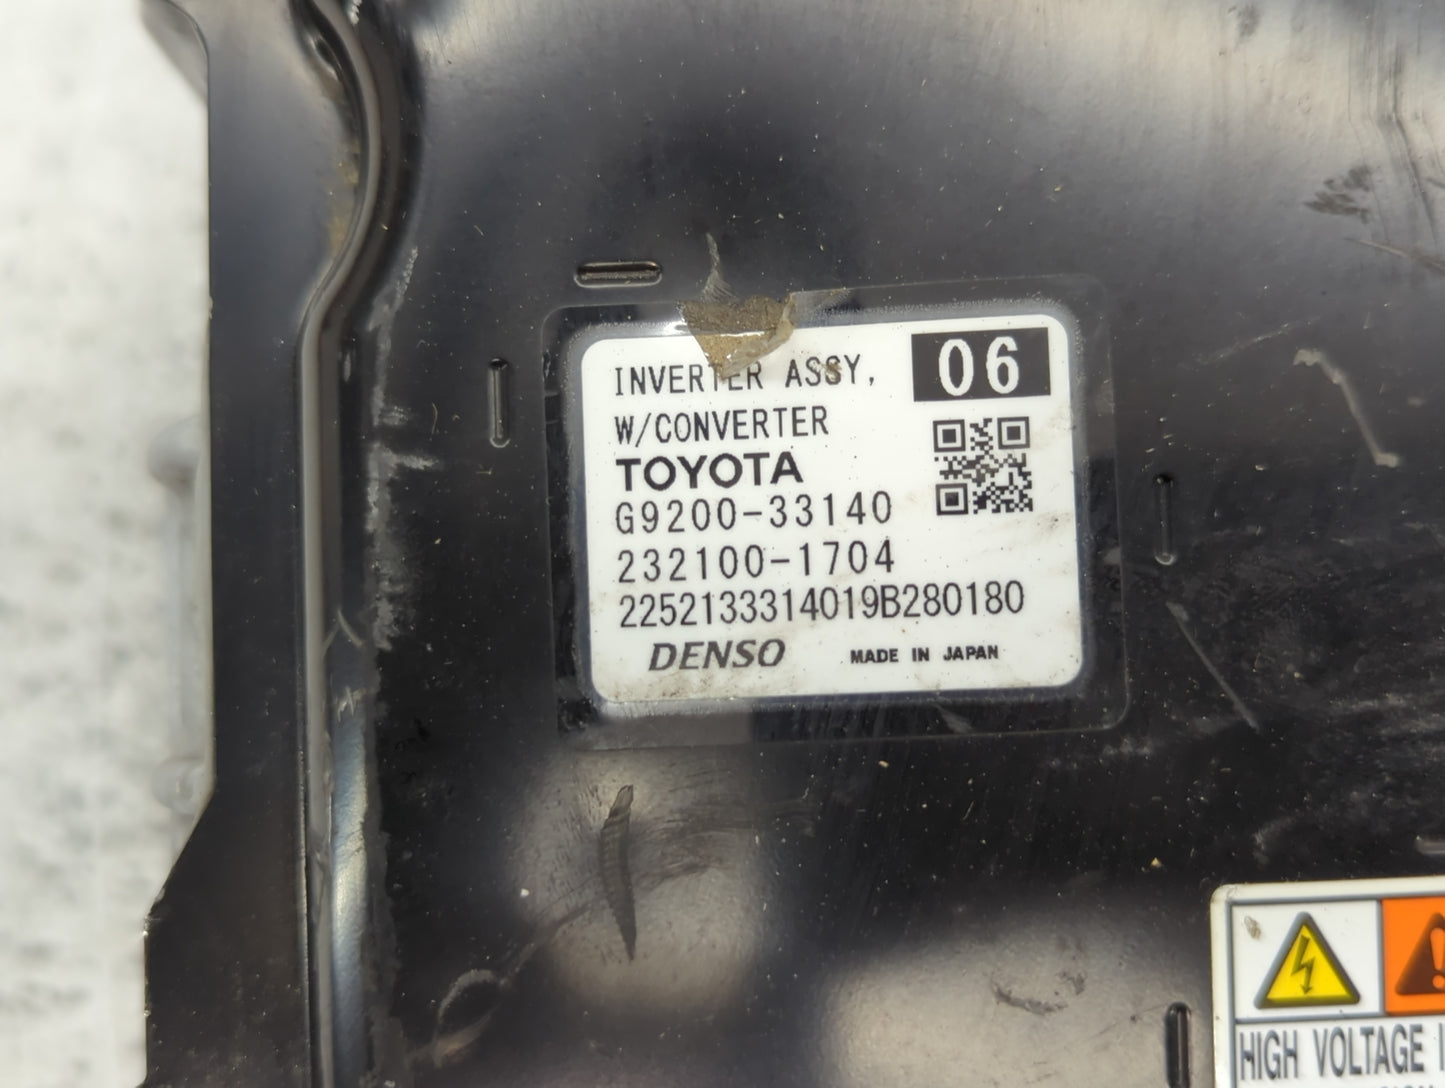 INVERTER ASSY, 06
W/CONVERTER
TOYOTA
G9200-33140
232100-1704
2252133314019B280180
DENSO MADE IN JAPAN
HIGH VOLTAGE